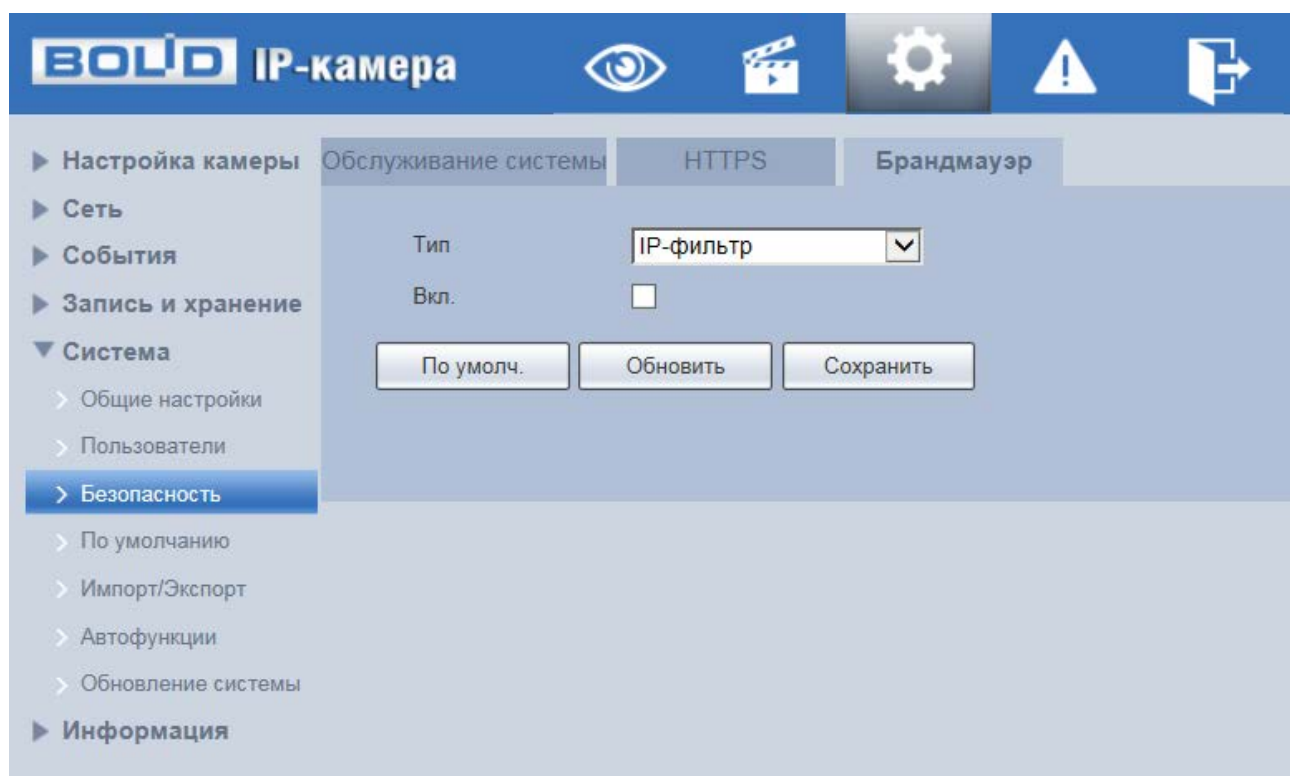 BOLID IP-камера
Настройка камеры
Сеть
События
Запись и хранение
Система
Общие настройки
Пользователи
Безопасность
По умолчанию
Импорт/Экспорт
Автофункции
Обновление системы
Информация
Обслуживание системы HTTPS Брандмауэр
Тип IP-фильтр
Вкл.
По умолч. Обновить Сохранить